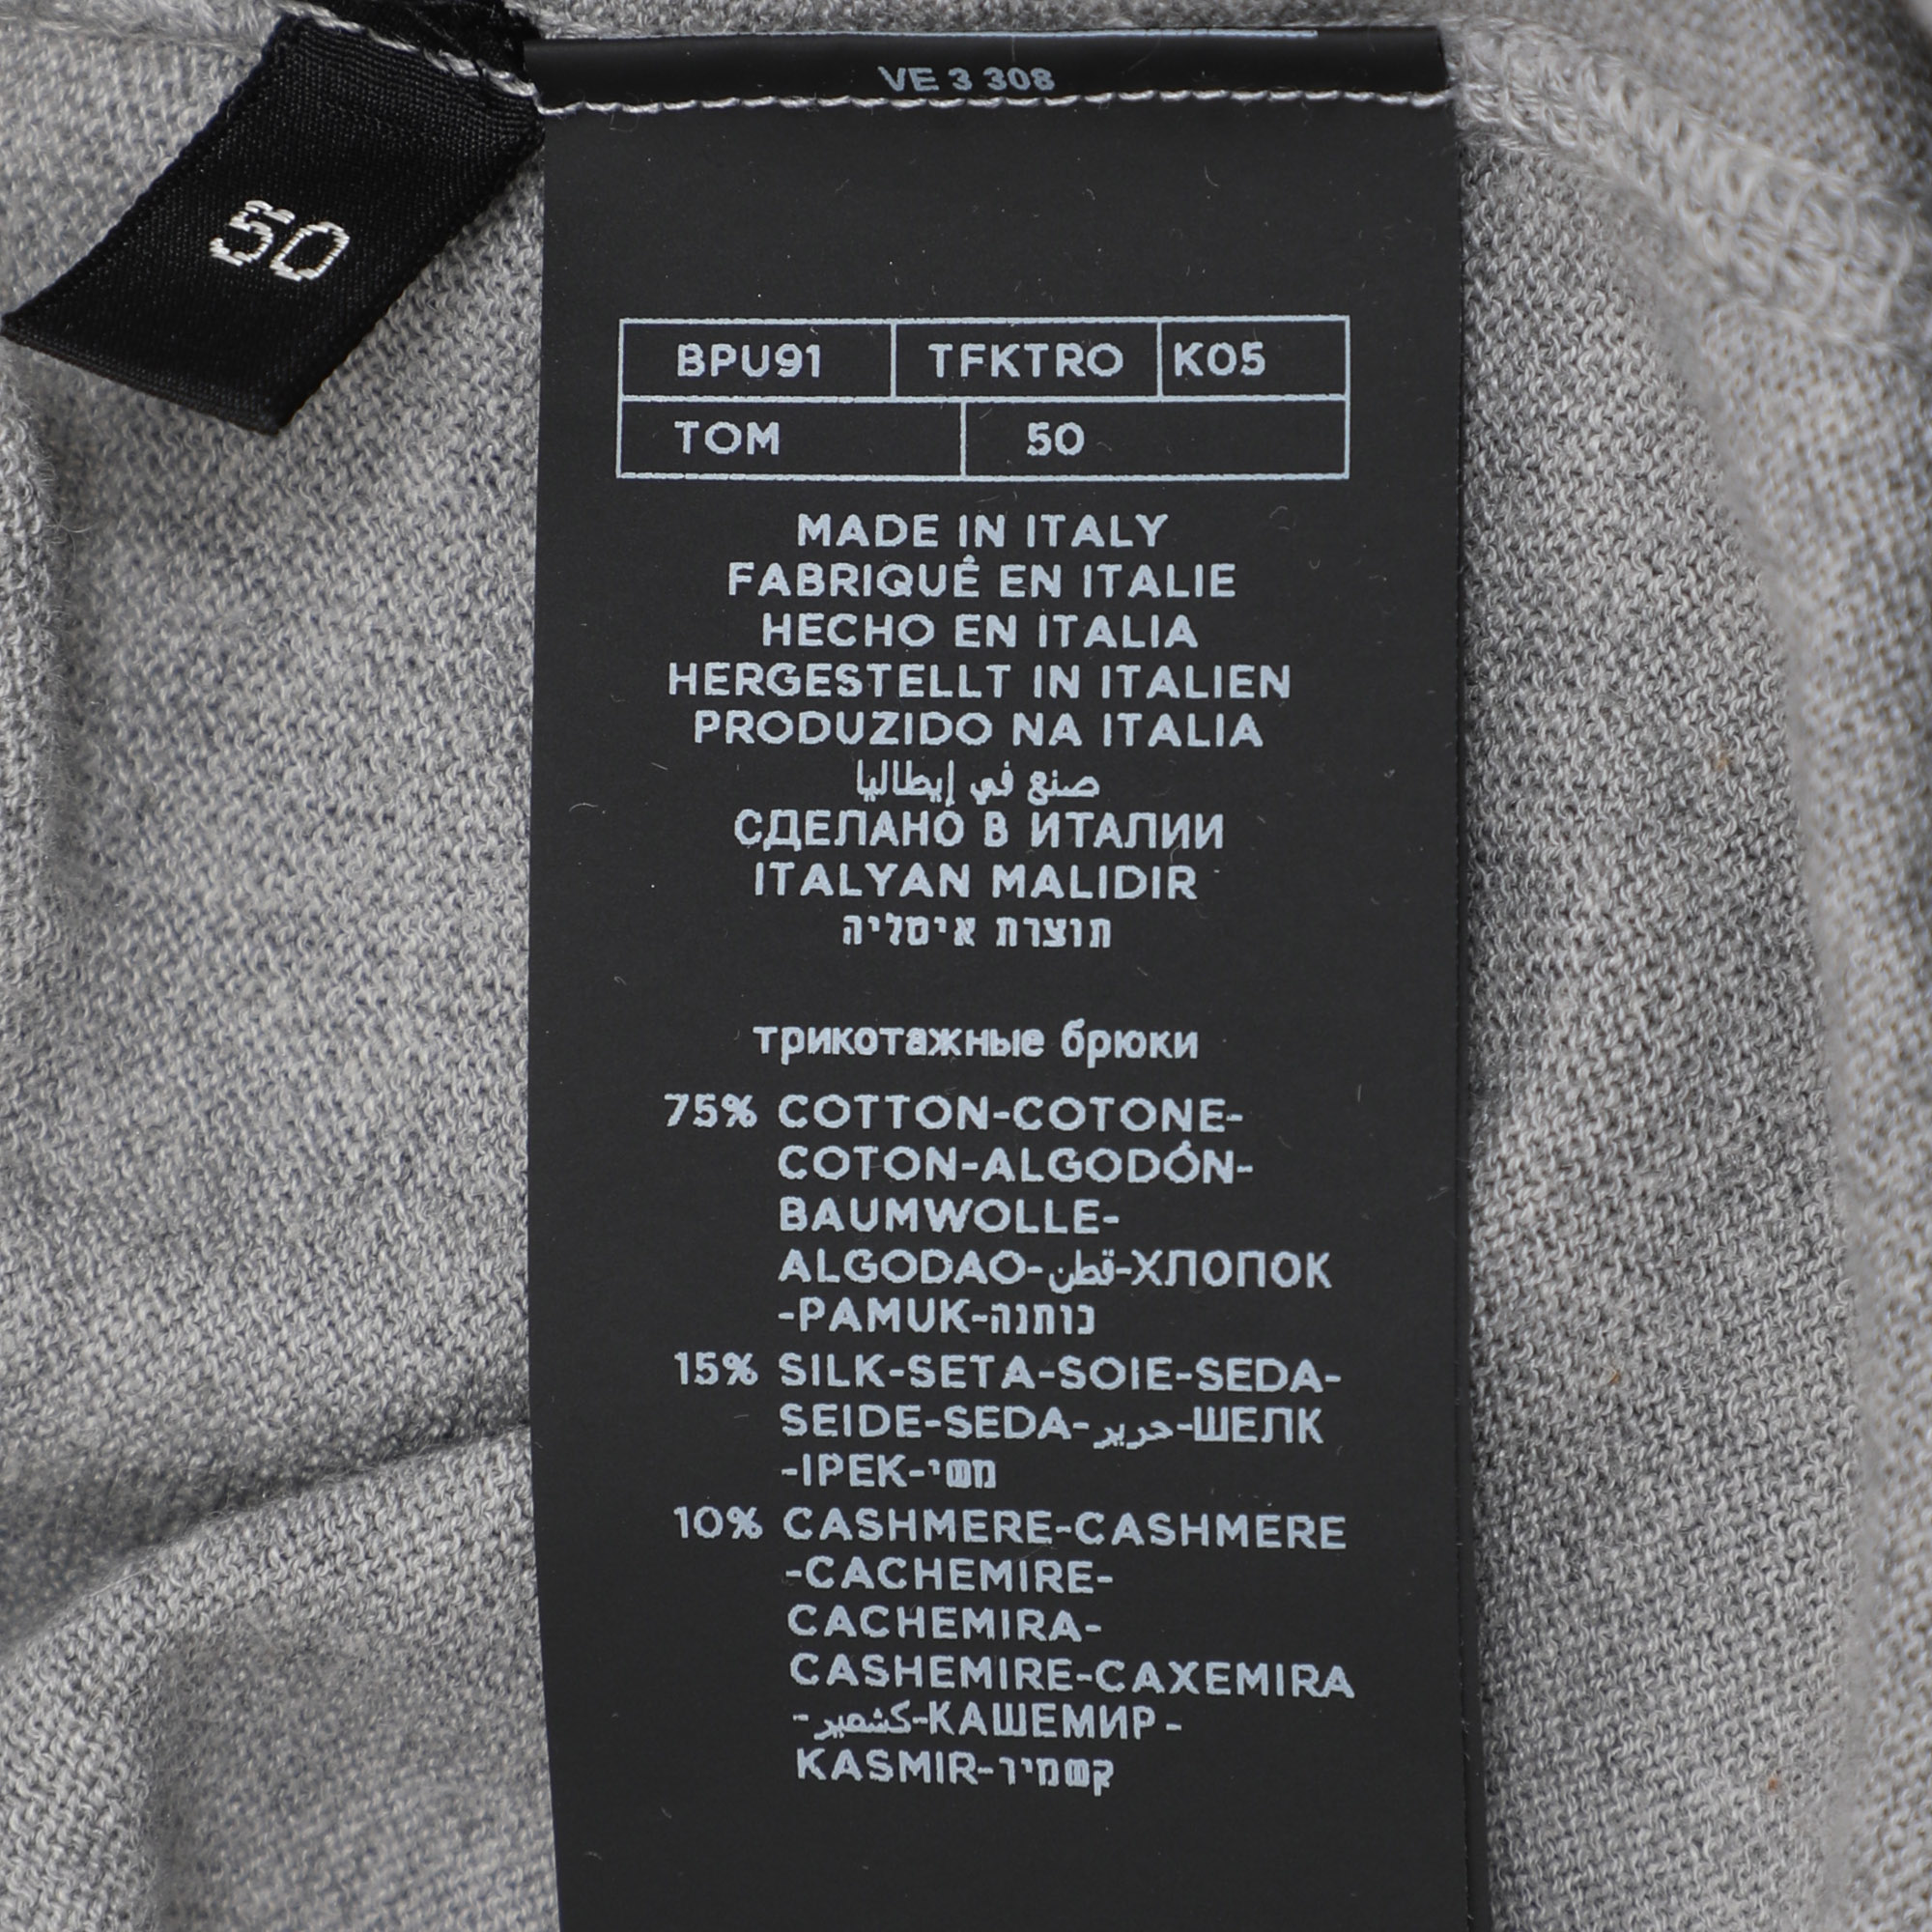 VE 3 308
50
BPU91 TFKTRO K05
TOM 50
MADE IN ITALY
FABRIQUÊ EN ITALIE
HECHO EN ITALIA
HERGESTELLT IN ITALIEN
PRODUZIDO NA ITALIA
صنع في إيطاليا
СДЕЛАНО В ИТАЛИИ
ITALYAN MALIDIR
תוצרת איטליה
трикотажные брюки
75% COTTON-COTONE-
COTON-ALGODÓN-
BAUMWOLLE-
ALGODAO-قطن-ХЛОПОК
-PAMUK-כותנה
15% SILK-SETA-SOIE-SEDA-
SEIDE-SEDA-حرير-ШЕЛК
-IPEK-משי
10% CASHMERE-CASHMERE
-CACHEMIRE-
CACHEMIRA-
CASHEMIRE-CAXEMIRA
-كشمير-КАШЕМИР-
KASMIR-קשמיר